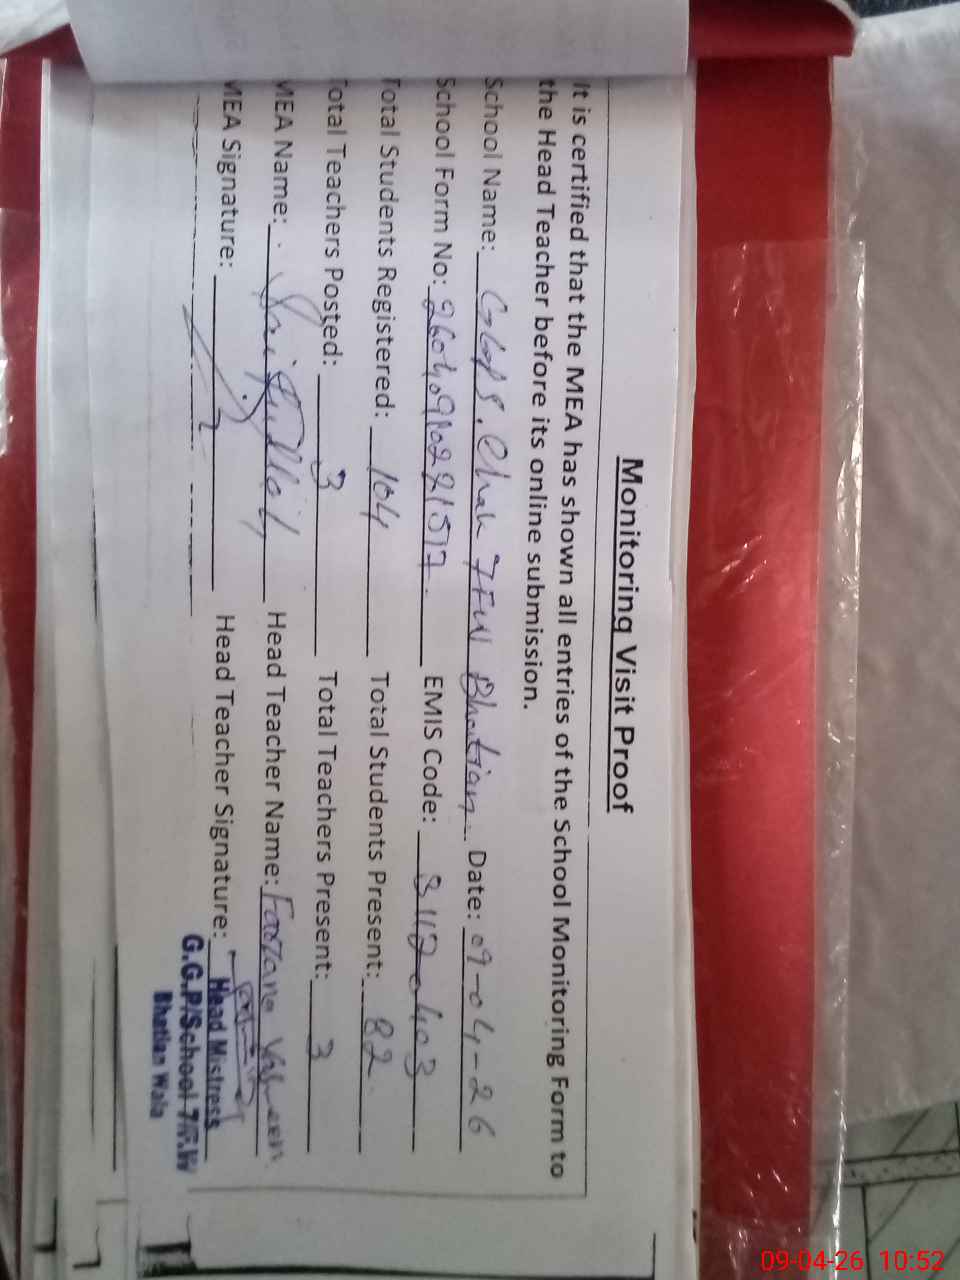 Monitoring Visit Proof
It is certified that the MEA has shown all entries of the School Monitoring Form to
the Head Teacher before its online submission.
School Name: GGPS. Chak 7FW Bhattian. Date: 09-04-26
School Form No: EMIS Code: 31120403
Total Students Registered: 104 Total Students Present: 82.
Total Teachers Posted: 3 Total Teachers Present: 3
MEA Name: Head Teacher Name: Farzana Yasmeen
MEA Signature: Head Teacher Signature:
Head Mistress
G.G.P/School 7/F.W
Bhattian Wala
09-04-26 10:52